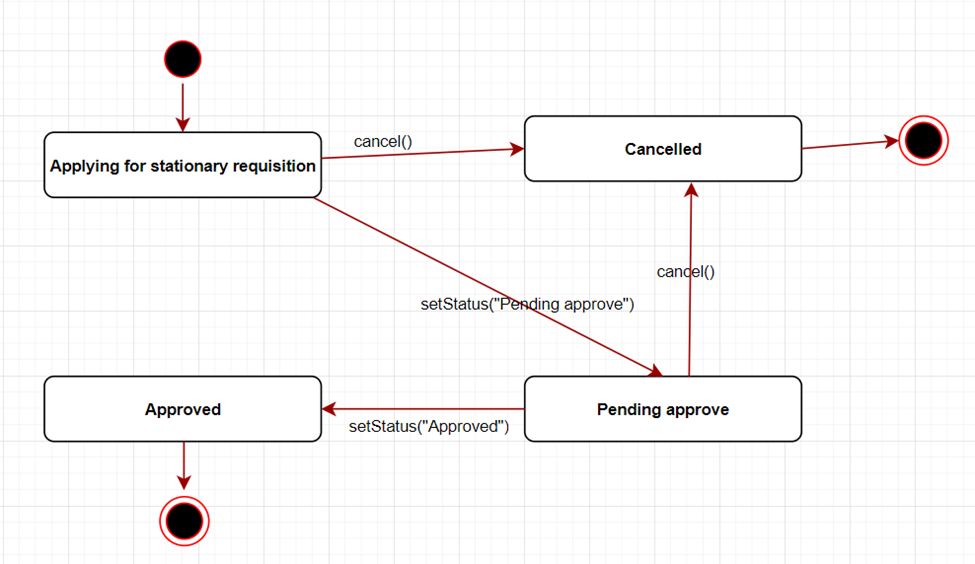 cancel()
Applying for stationary requisition
Cancelled
cancel()
setStatus("Pending approve")
Approved
Pending approve
setStatus("Approved")